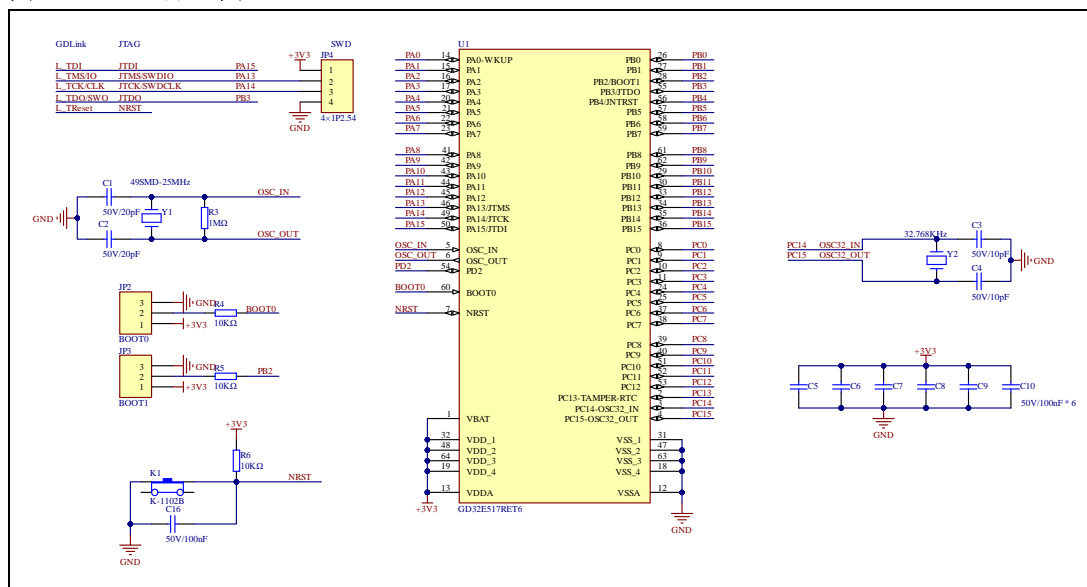 GDLink JTAG SWD
L_TDI JTDI PA15
L_TMS/IO JTMS/SWDIO PA13
L_TCK/CLK JTCK/SWDCLK PA14
L_TDO/SWO JTDO PB3
L_TReset NRST
+3V3
JP4
1
2
3
4
4×1P2.54
GND
C1
49SMD-25MHz
OSC_IN
50V/20pF
Y1
R3
1MΩ
GND
C2
OSC_OUT
50V/20pF
JP2
3 GND
2 R4 BOOT0
1 +3V3
10KΩ
BOOT0
JP3
3 GND
2 R5 PB2
1 +3V3
10KΩ
BOOT1
+3V3
R6
10KΩ
K1
NRST
K-1102B
C16
50V/100nF
GND
U1
PA0 14 PA0-WKUP
PA1 15 PA1
PA2 16 PA2
PA3 17 PA3
PA4 20 PA4
PA5 21 PA5
PA6 22 PA6
PA7 23 PA7
PA8 41 PA8
PA9 42 PA9
PA10 43 PA10
PA11 44 PA11
PA12 45 PA12
PA13 46 PA13/JTMS
PA14 49 PA14/JTCK
PA15 50 PA15/JTDI
OSC_IN 5 OSC_IN
OSC_OUT 6 OSC_OUT
PD2 54 PD2
BOOT0 60 BOOT0
NRST 7 NRST
1 VBAT
32 VDD_1
48 VDD_2
64 VDD_3
19 VDD_4
13 VDDA
+3V3
GD32E517RET6
PB0 26 PB0
PB1 27 PB1
PB2/BOOT1 28 PB2
PB3/JTDO 55 PB3
PB4/JNTRST 56 PB4
PB5 57 PB5
PB6 58 PB6
PB7 59 PB7
PB8 61 PB8
PB9 62 PB9
PB10 29 PB10
PB11 30 PB11
PB12 33 PB12
PB13 34 PB13
PB14 35 PB14
PB15 36 PB15
PC0 8 PC0
PC1 9 PC1
PC2 10 PC2
PC3 11 PC3
PC4 24 PC4
PC5 25 PC5
PC6 37 PC6
PC7 38 PC7
PC8 39 PC8
PC9 40 PC9
PC10 51 PC10
PC11 52 PC11
PC12 53 PC12
PC13-TAMPER-RTC 2 PC13
PC14-OSC32_IN 3 PC14
PC15-OSC32_OUT 4 PC15
VSS_1 31
VSS_2 47
VSS_3 63
VSS_4 18
VSSA 12
GND
32.768KHz
C3
PC14 OSC32_IN
PC15 OSC32_OUT
50V/10pF
Y2
GND
C4
50V/10pF
+3V3
C5 C6 C7 C8 C9 C10
50V/100nF * 6
GND